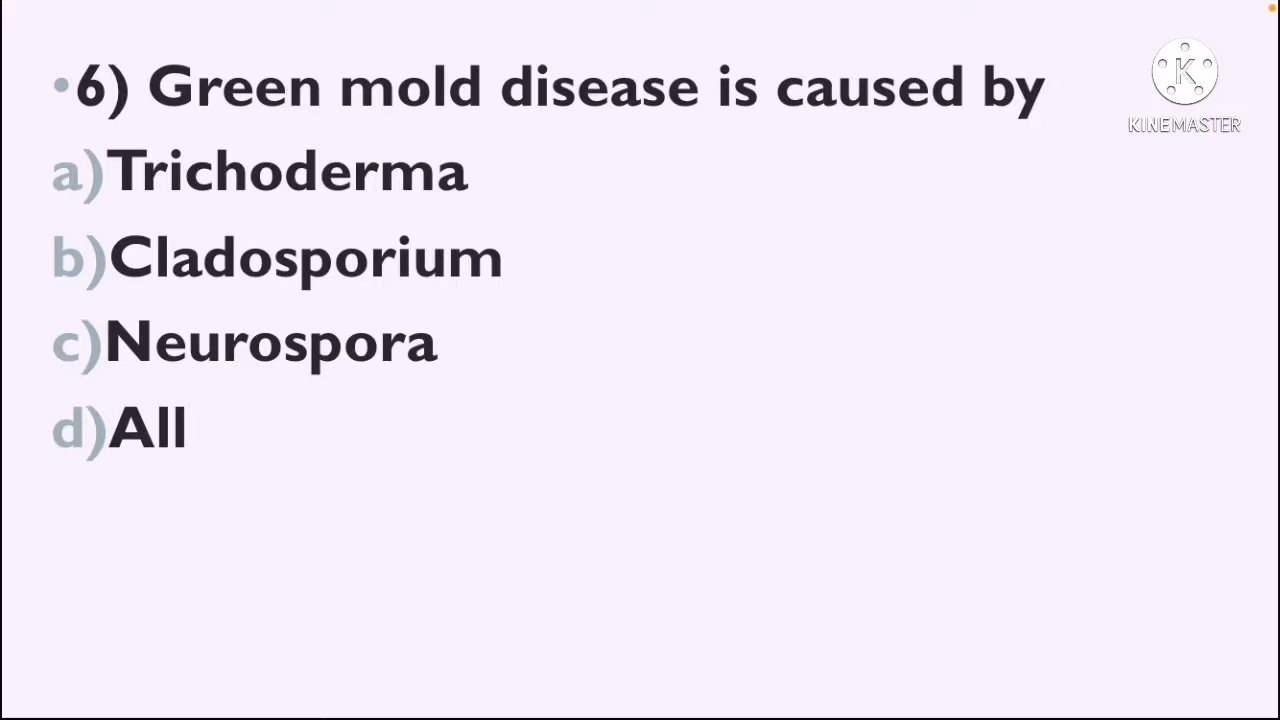 •6) Green mold disease is caused by
a)Trichoderma
b)Cladosporium
c)Neurospora
d)All
K
KINEMASTER